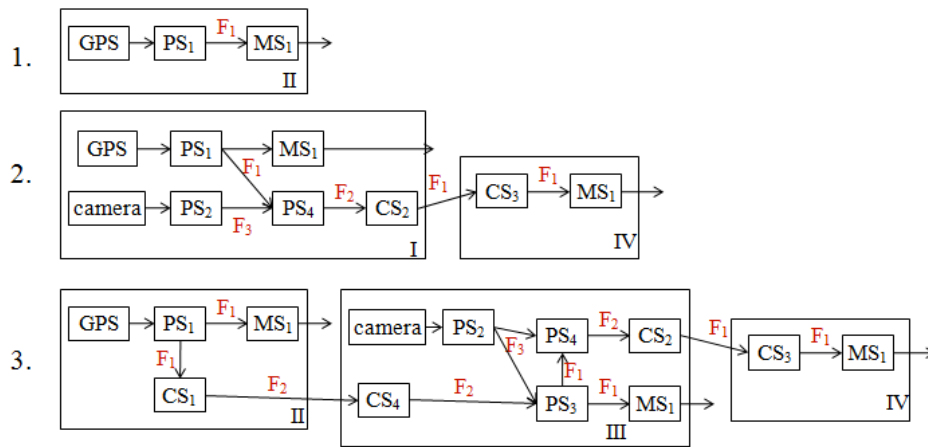 1.
GPS PS₁ F₁ MS₁
II
2.
GPS PS₁ MS₁
F₁
camera PS₂ F₃ PS₄ F₂ CS₂
I
F₁
CS₃ F₁ MS₁
IV
3.
GPS PS₁ F₁ MS₁
F₁
CS₁
II
F₂
camera PS₂ F₃ PS₄ F₂ CS₂
F₁
CS₄ F₂ PS₃ F₁ MS₁
III
F₁
CS₃ F₁ MS₁
IV